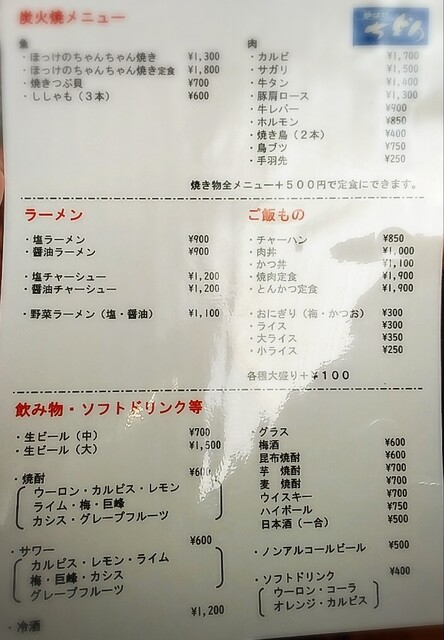 炭火焼メニュー
魚
・ほっけのちゃんちゃん焼き ¥1,300
・ほっけのちゃんちゃん焼き定食 ¥1,800
・焼きつぶ貝 ¥700
・ししゃも（３本） ¥600
肉
・カルビ ¥1,700
・サガリ ¥1,500
・牛タン ¥1,400
・豚肩ロース ¥1,300
・牛レバー ¥900
・ホルモン ¥850
・焼き鳥（２本） ¥400
・鳥ブツ ¥750
・手羽先 ¥250
焼き物全メニュー＋５００円で定食にできます。
ラーメン
・塩ラーメン ¥900
・醤油ラーメン ¥900
・塩チャーシュー ¥1,200
・醤油チャーシュー ¥1,200
・野菜ラーメン（塩・醤油） ¥1,100
ご飯もの
・チャーハン ¥850
・肉丼 ¥1,000
・かつ丼 ¥1,100
・焼肉定食 ¥1,900
・とんかつ定食 ¥1,900
・おにぎり（梅・かつお） ¥300
・ライス ¥300
・大ライス ¥350
・小ライス ¥250
各種大盛り＋¥１００
飲み物・ソフトドリンク等
・生ビール（中） ¥700
・生ビール（大） ¥1,500
・焼酎 ¥600
ウーロン・カルピス・レモン
ライム・梅・巨峰
カシス・グレープフルーツ
・サワー ¥600
カルピス・レモン・ライム
梅・巨峰・カシス
グレープフルーツ
・冷酒 ¥1,200
・グラス
梅酒 ¥600
昆布焼酎 ¥600
芋　焼酎 ¥700
麦　焼酎 ¥700
ウイスキー ¥700
ハイボール ¥750
日本酒（一合） ¥500
・ノンアルコールビール ¥500
・ソフトドリンク ¥400
ウーロン・コーラ
オレンジ・カルピス